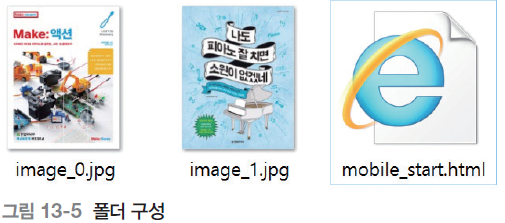 Make: 액션
나도
피아노 잘 치면
소원이 없겠네
image_0.jpg
image_1.jpg
mobile_start.html
그림 13-5 폴더 구성